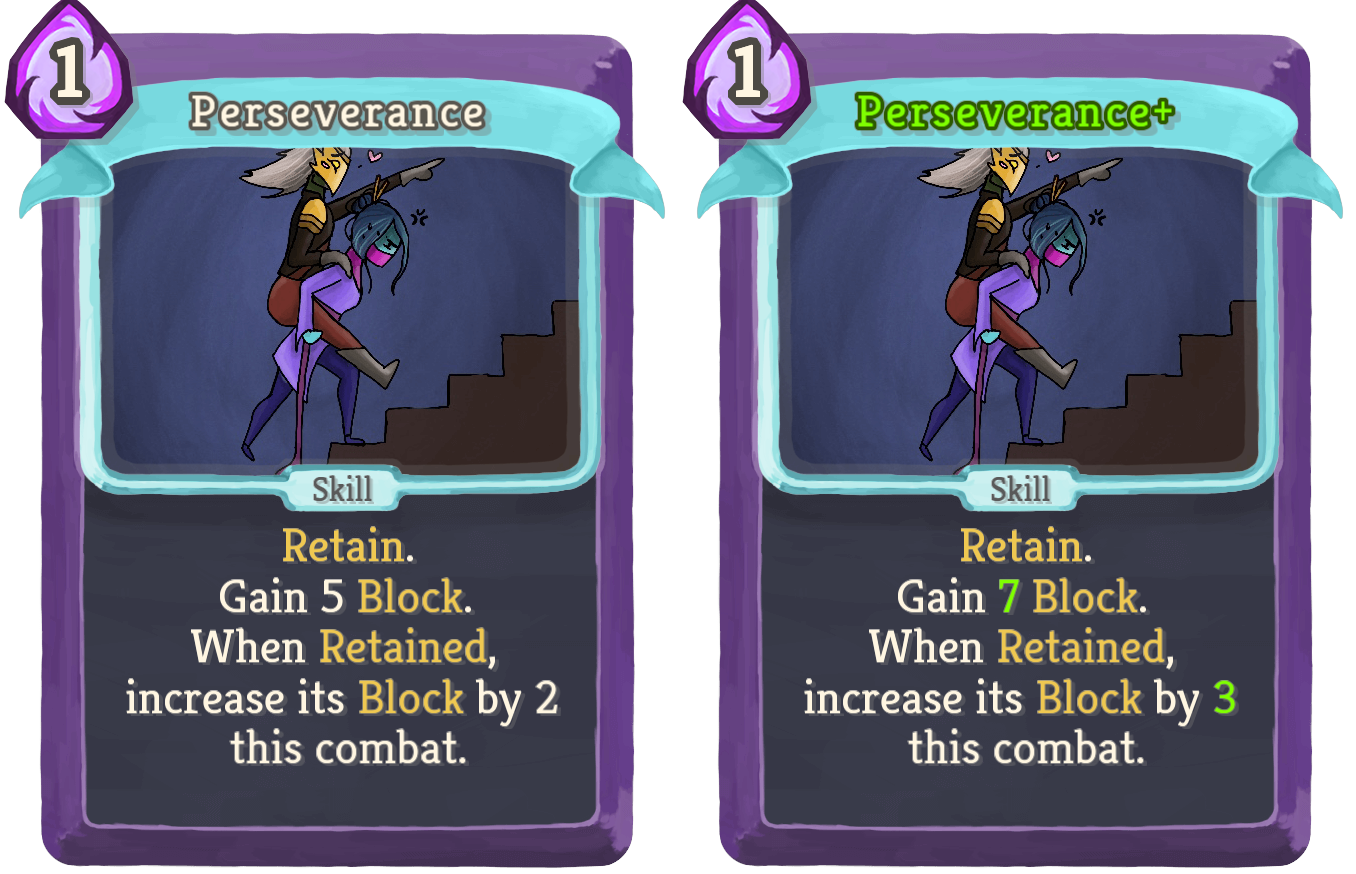 1
Perseverance
Skill
Retain.
Gain 5 Block.
When Retained,
increase its Block by 2
this combat.
1
Perseverance+
Skill
Retain.
Gain 7 Block.
When Retained,
increase its Block by 3
this combat.